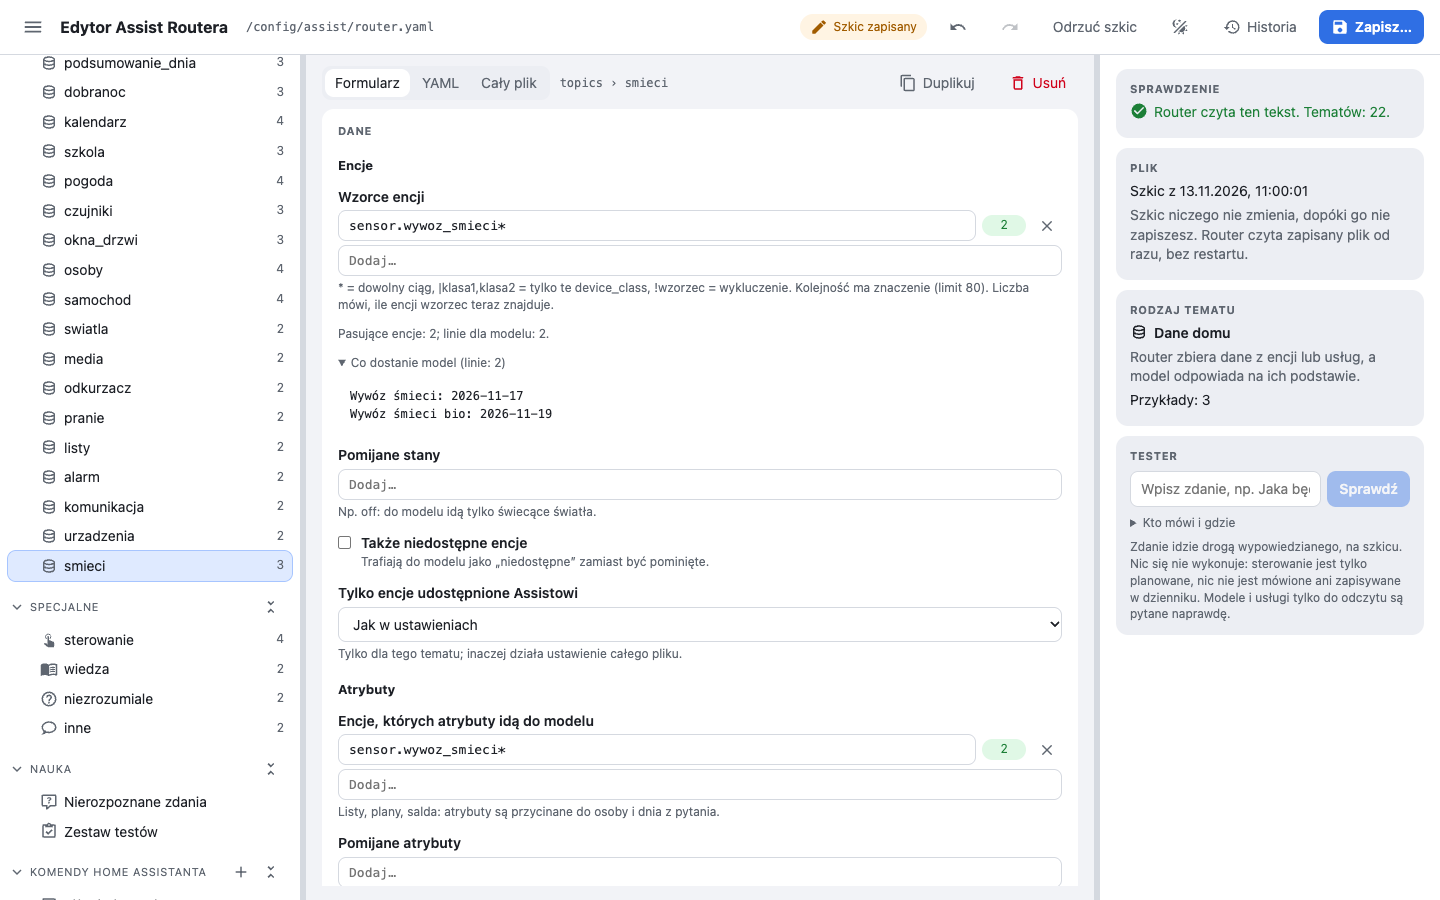 Edytor Assist Routera
/config/assist/router.yaml
Szkic zapisany
Odrzuć szkic
Historia
Zapisz...
podsumowanie_dnia 3
dobranoc 3
kalendarz 4
szkola 3
pogoda 4
czujniki 3
okna_drzwi 3
osoby 4
samochod 4
swiatla 2
media 2
odkurzacz 2
pranie 2
listy 2
alarm 2
komunikacja 2
urzadzenia 2
smieci 3
SPECJALNE
sterowanie 4
wiedza 2
niezrozumiale 2
inne 2
NAUKA
Nierozpoznane zdania
Zestaw testów
KOMENDY HOME ASSISTANTA
Formularz YAML Cały plik topics › smieci
Duplikuj
Usuń
DANE
Encje
Wzorce encji
sensor.wywoz_smieci* 2
Dodaj…
* = dowolny ciąg, |klasa1,klasa2 = tylko te device_class, !wzorzec = wykluczenie. Kolejność ma znaczenie (limit 80). Liczba
mówi, ile encji wzorzec teraz znajduje.
Pasujące encje: 2; linie dla modelu: 2.
▼ Co dostanie model (linie: 2)
Wywóz śmieci: 2026-11-17
Wywóz śmieci bio: 2026-11-19
Pomijane stany
Dodaj…
Np. off: do modelu idą tylko świecące światła.
Także niedostępne encje
Trafiają do modelu jako „niedostępne” zamiast być pominięte.
Tylko encje udostępnione Assistowi
Jak w ustawieniach
Tylko dla tego tematu; inaczej działa ustawienie całego pliku.
Atrybuty
Encje, których atrybuty idą do modelu
sensor.wywoz_smieci* 2
Dodaj…
Listy, plany, salda: atrybuty są przycinane do osoby i dnia z pytania.
Pomijane atrybuty
Dodaj…
SPRAWDZENIE
Router czyta ten tekst. Tematów: 22.
PLIK
Szkic z 13.11.2026, 11:00:01
Szkic niczego nie zmienia, dopóki go nie
zapiszesz. Router czyta zapisany plik od
razu, bez restartu.
RODZAJ TEMATU
Dane domu
Router zbiera dane z encji lub usług, a
model odpowiada na ich podstawie.
Przykłady: 3
TESTER
Wpisz zdanie, np. Jaka bę
Sprawdź
▶ Kto mówi i gdzie
Zdanie idzie drogą wypowiedzianego, na szkicu.
Nic się nie wykonuje: sterowanie jest tylko
planowane, nic nie jest mówione ani zapisywane
w dzienniku. Modele i usługi tylko do odczytu są
pytane naprawdę.